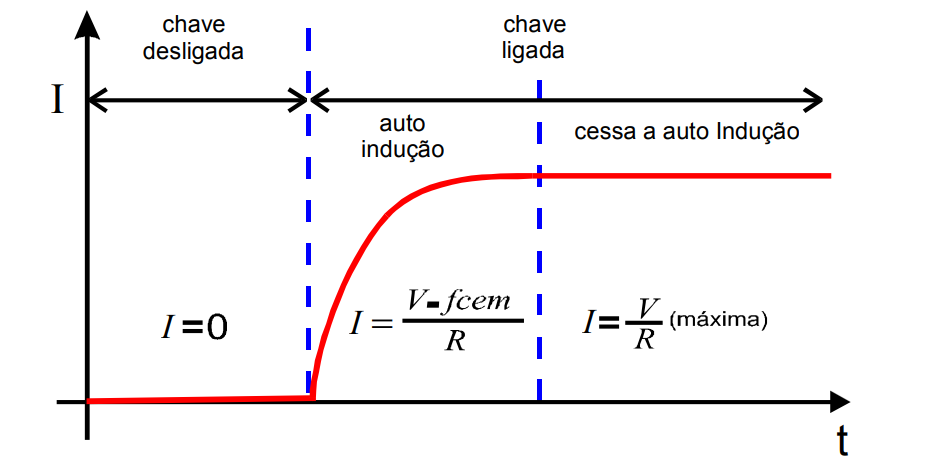 chave
desligada
chave
ligada
I
auto
indução
cessa a auto Indução
I = 0
I = V - fcem / R
I = V / R (máxima)
t